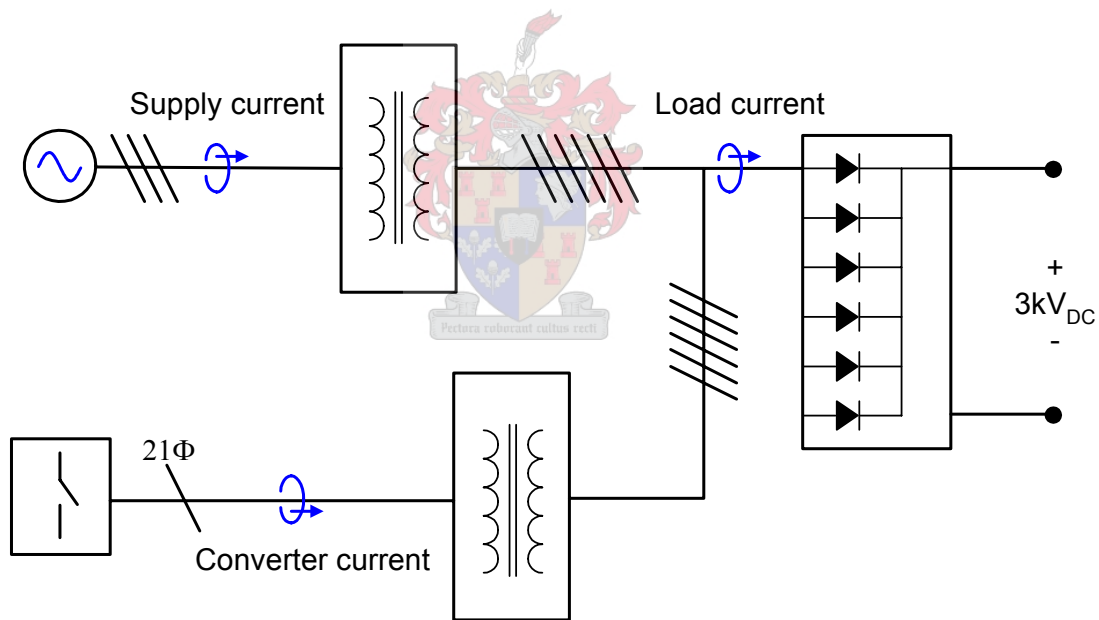 Supply current
Load current
Pectora roborant cultus recti
+
3kV_DC
-
21Φ
Converter current